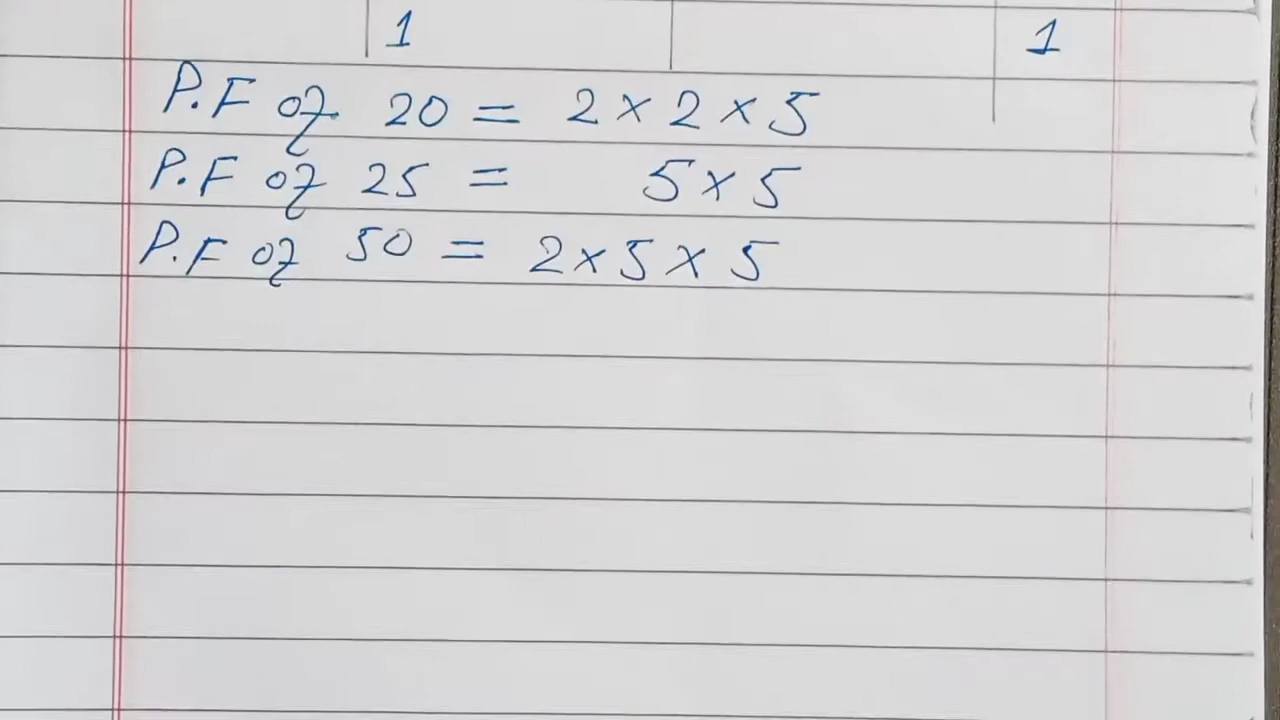 1 1
P.F of 20 = 2 × 2 × 5
P.F of 25 = 5 × 5
P.F of 50 = 2 × 5 × 5